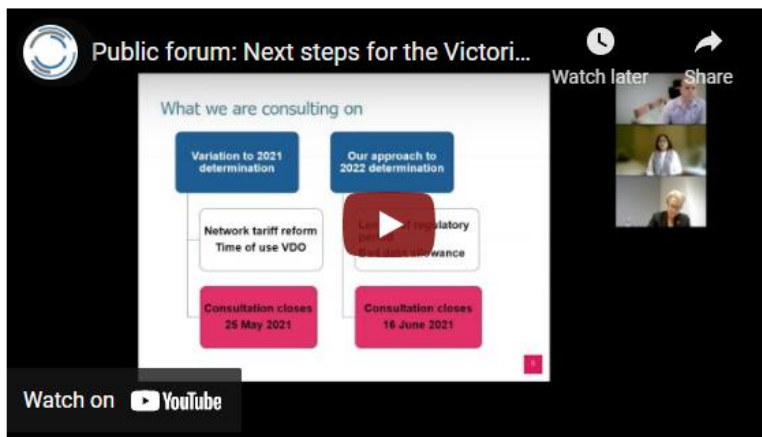 Public forum: Next steps for the Victori...
Watch later
Share
What we are consulting on
Variation to 2021
determination
Our approach to
2022 determination
Network tariff reform
Time of use VDO
regulatory
Bad debt allowance
Consultation closes
25 May 2021
Consultation closes
16 June 2021
6
Watch on YouTube